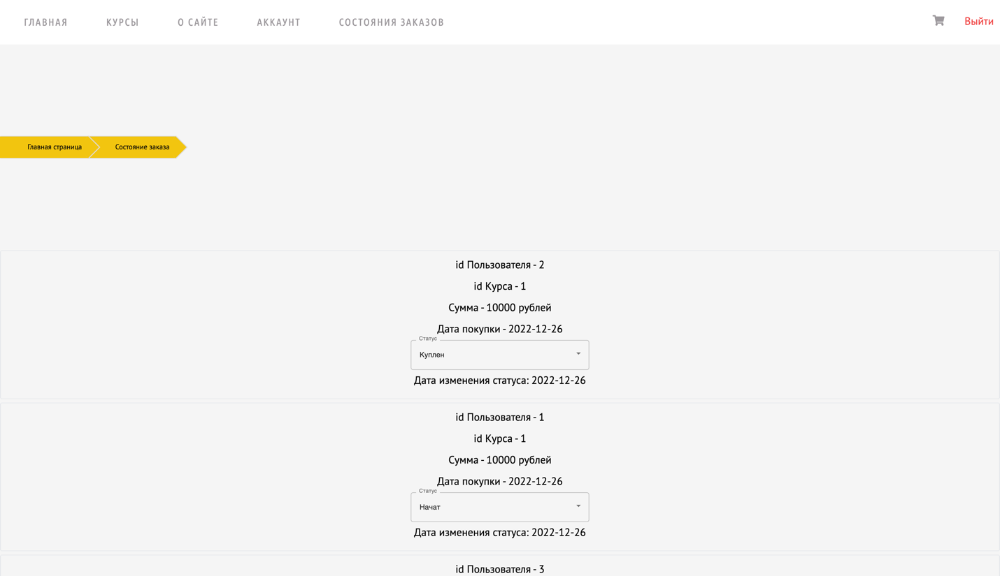 ГЛАВНАЯ КУРСЫ О САЙТЕ АККАУНТ СОСТОЯНИЯ ЗАКАЗОВ Выйти
Главная страница Состояние заказа
id Пользователя - 2
id Курса - 1
Сумма - 10000 рублей
Дата покупки - 2022-12-26
Статус
Куплен
Дата изменения статуса: 2022-12-26
id Пользователя - 1
id Курса - 1
Сумма - 10000 рублей
Дата покупки - 2022-12-26
Статус
Начат
Дата изменения статуса: 2022-12-26
id Пользователя - 3